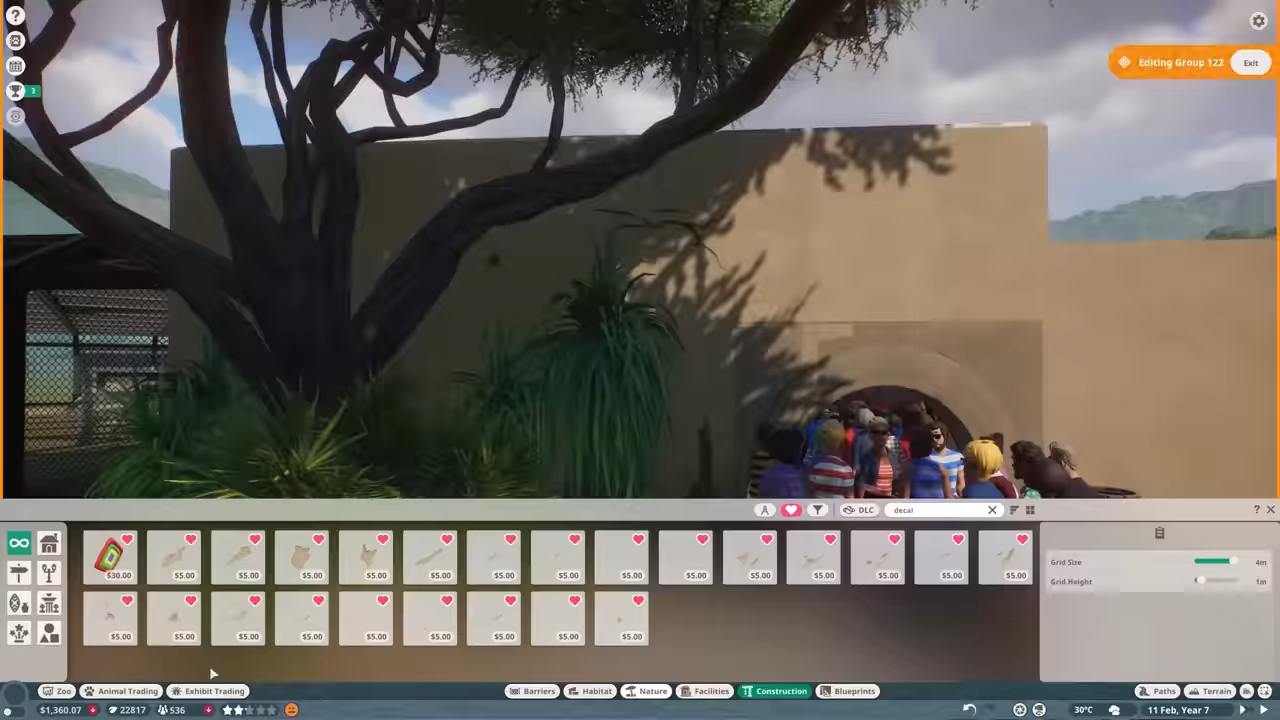 ?
Editing Group 122 Exit
3
DLC decal
? 
$30.00 $5.00 $5.00 $5.00 $5.00 $5.00 $5.00 $5.00 $5.00 $5.00 $5.00 $5.00 $5.00 $5.00 $5.00
$5.00 $5.00 $5.00 $5.00 $5.00 $5.00 $5.00 $5.00 $5.00
Grid Size 4m
Grid Height 1m
Zoo Animal Trading Exhibit Trading Barriers Habitat Nature Facilities Construction Blueprints Paths Terrain
$1,360.07 22817 536 30°C 11 Feb, Year 7